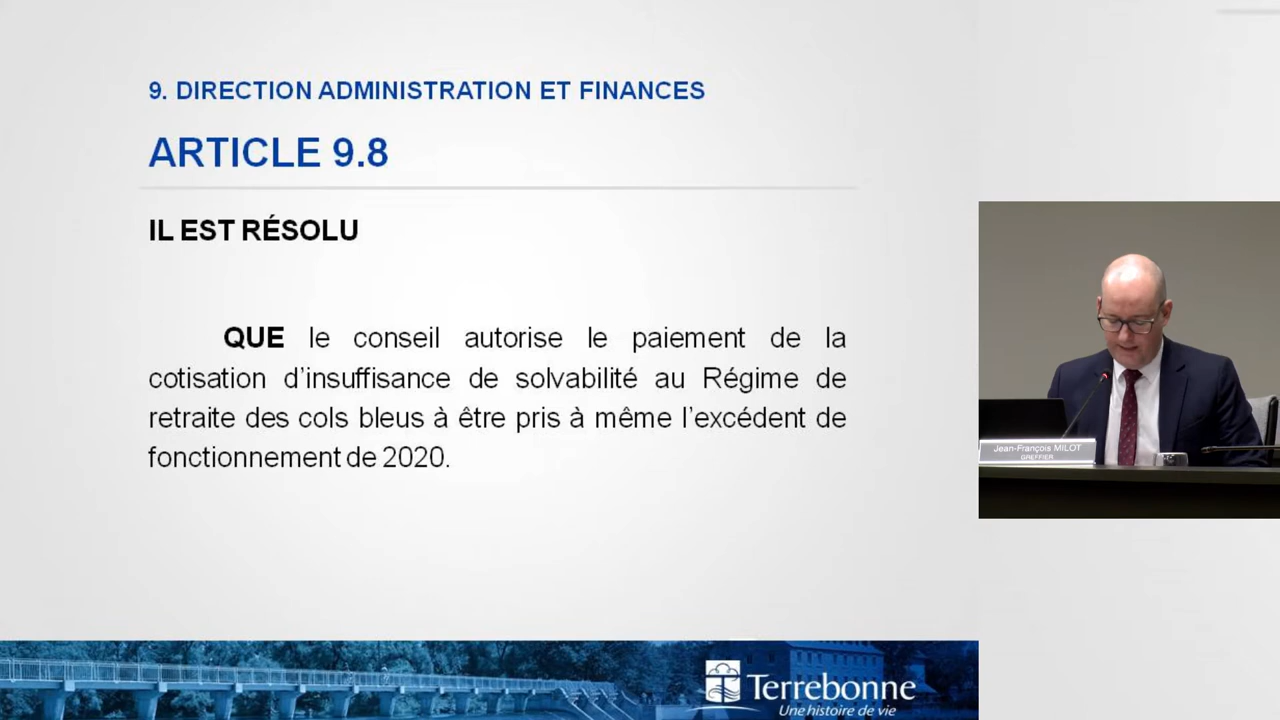 9. DIRECTION ADMINISTRATION ET FINANCES
ARTICLE 9.8
IL EST RÉSOLU
QUE le conseil autorise le paiement de la
cotisation d’insuffisance de solvabilité au Régime de
retraite des cols bleus à être pris à même l’excédent de
fonctionnement de 2020.
Jean-François MILOT
GREFFIER
Terrebonne
Une histoire de vie